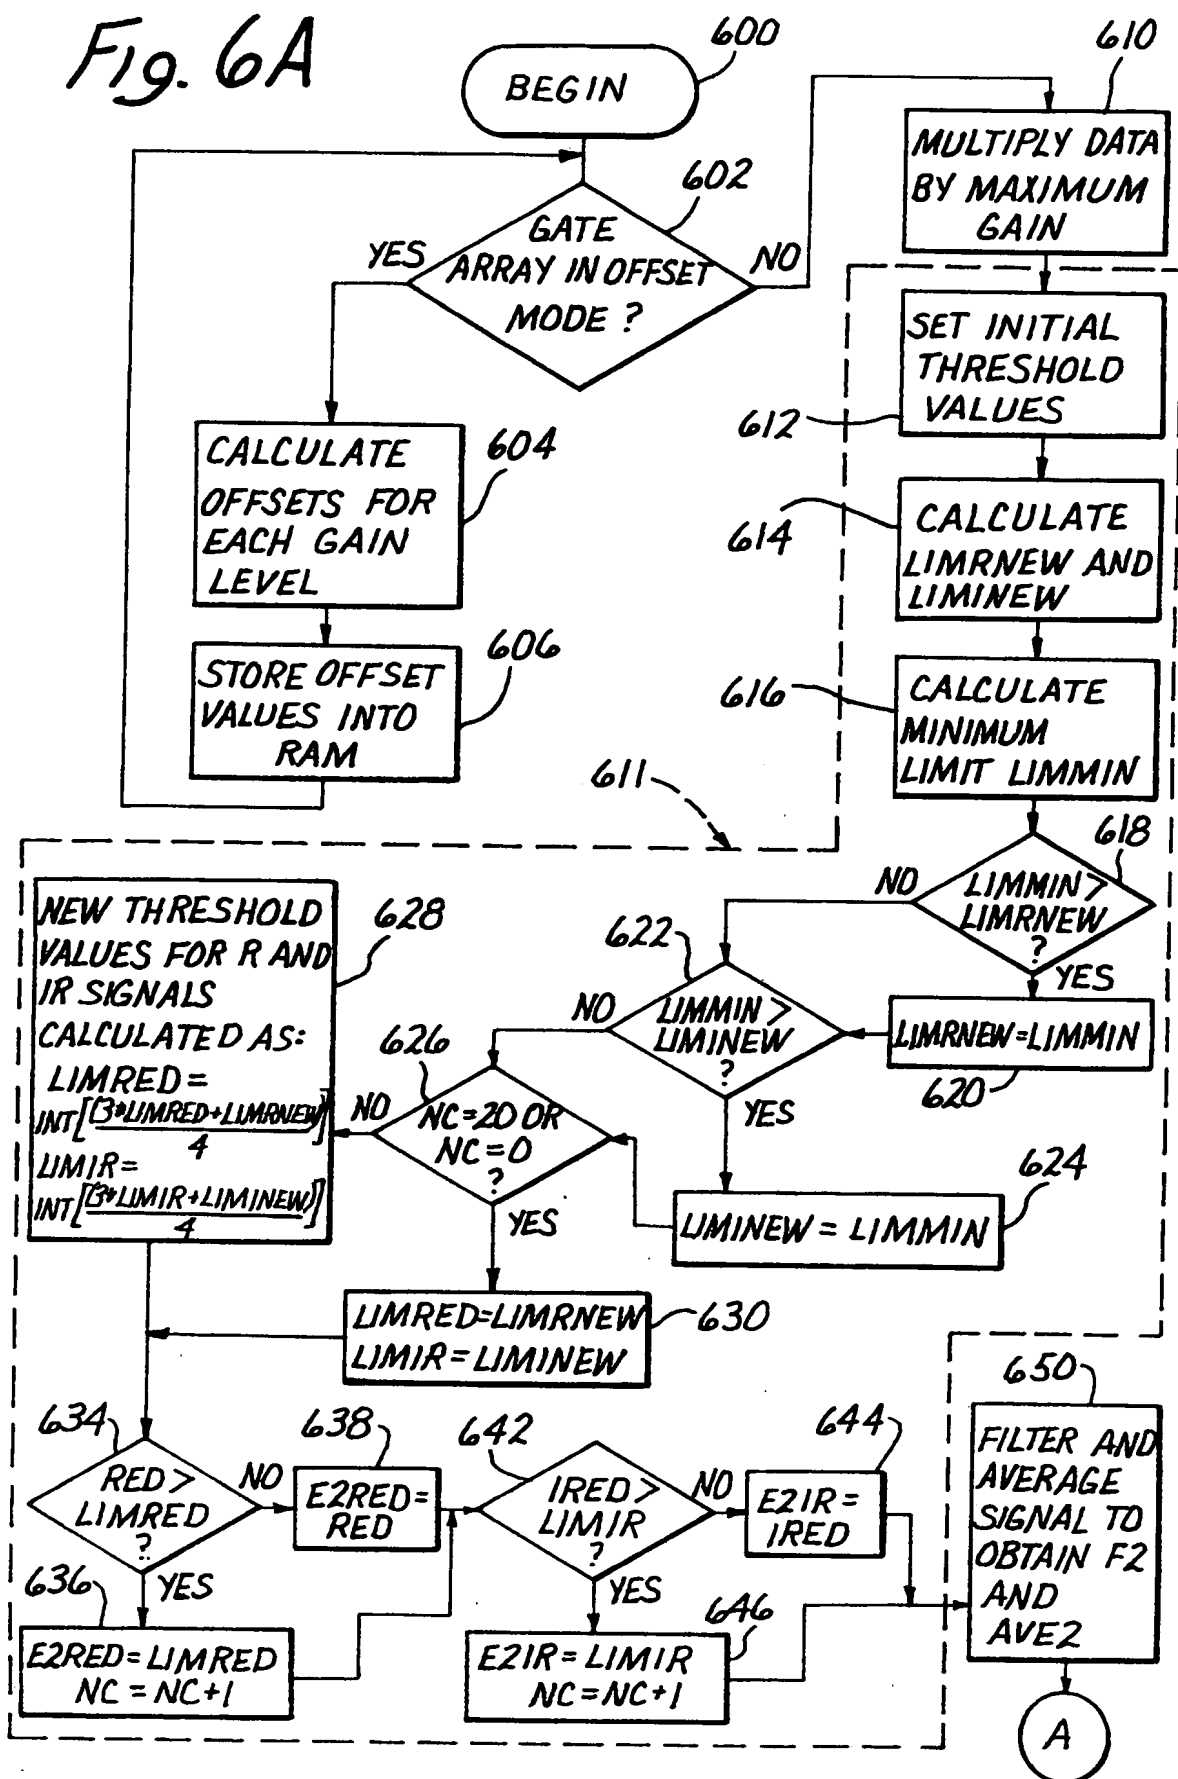 Fig. 6A
600
BEGIN
602
GATE
ARRAY IN OFFSET
MODE ?
YES
NO
610
MULTIPLY DATA
BY MAXIMUM
GAIN
604
CALCULATE
OFFSETS FOR
EACH GAIN
LEVEL
606
STORE OFFSET
VALUES INTO
RAM
612
SET INITIAL
THRESHOLD
VALUES
614
CALCULATE
LIMRNEW AND
LIMINEW
616
CALCULATE
MINIMUM
LIMIT LIMMIN
611
618
LIMMIN >
LIMRNEW
?
NO
YES
620
LIMRNEW=LIMMIN
622
LIMMIN >
LIMINEW
?
NO
YES
624
LIMINEW = LIMMIN
626
NC=20 OR
NC=0
?
NO
YES
628
NEW THRESHOLD
VALUES FOR R AND
IR SIGNALS
CALCULATED AS:
LIMRED=
INT[(3*LIMRED+LIMRNEW)]
4
LIMIR=
INT[(3*LIMIR+LIMINEW)]
4
630
LIMRED=LIMRNEW
LIMIR=LIMINEW
634
RED >
LIMRED
?
NO
YES
636
E2RED=LIMRED
NC=NC+1
638
E2RED=
RED
642
IRED >
LIMIR
?
NO
YES
644
E2IR=
IRED
646
E2IR=LIMIR
NC=NC+1
650
FILTER AND
AVERAGE
SIGNAL TO
OBTAIN F2
AND
AVE2
A